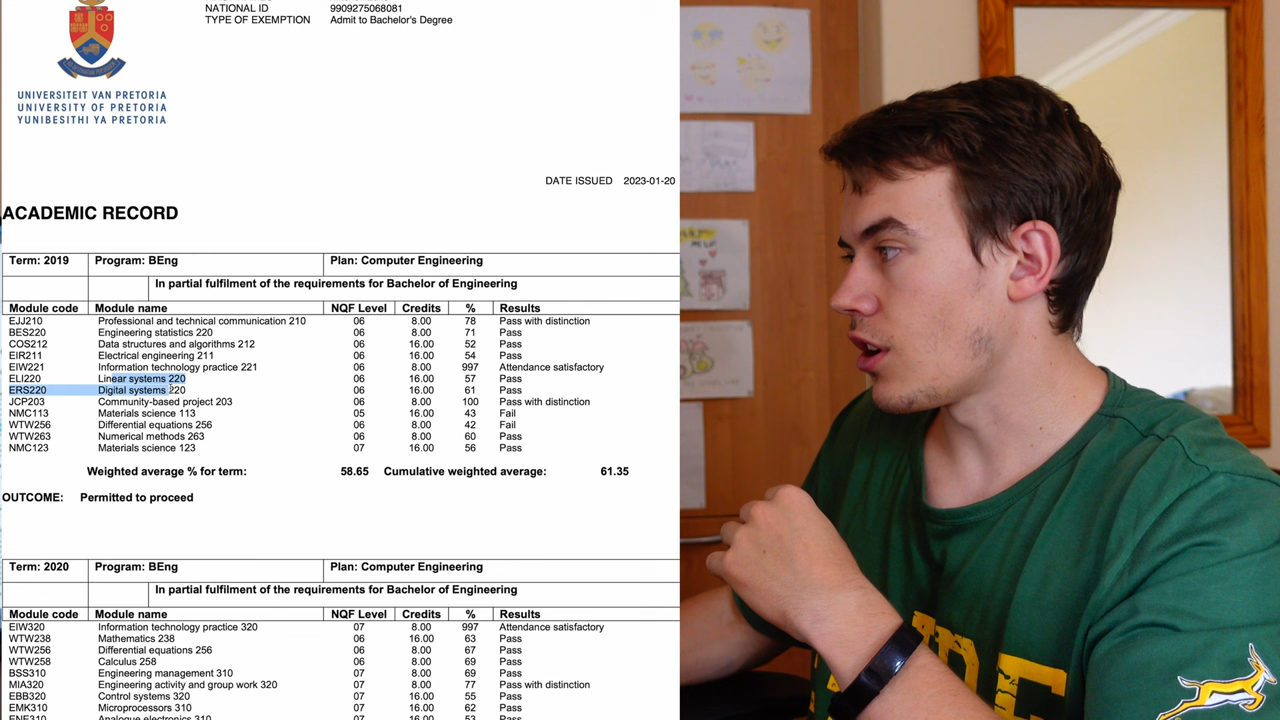 NATIONAL ID 9909275068081
TYPE OF EXEMPTION Admit to Bachelor's Degree
UNIVERSITEIT VAN PRETORIA
UNIVERSITY OF PRETORIA
YUNIBESITHI YA PRETORIA
DATE ISSUED 2023-01-20
ACADEMIC RECORD
Term: 2019 Program: BEng Plan: Computer Engineering
In partial fulfilment of the requirements for Bachelor of Engineering
Module code Module name NQF Level Credits % Results
EJJ210 Professional and technical communication 210 06 8.00 78 Pass with distinction
BES220 Engineering statistics 220 06 8.00 71 Pass
COS212 Data structures and algorithms 212 06 16.00 52 Pass
EIR211 Electrical engineering 211 06 16.00 54 Pass
EIW221 Information technology practice 221 06 8.00 997 Attendance satisfactory
ELI220 Linear systems 220 06 16.00 57 Pass
ERS220 Digital systems 220 06 16.00 61 Pass
JCP203 Community-based project 203 06 8.00 100 Pass with distinction
NMC113 Materials science 113 05 16.00 43 Fail
WTW256 Differential equations 256 06 8.00 42 Fail
WTW263 Numerical methods 263 06 8.00 60 Pass
NMC123 Materials science 123 07 16.00 56 Pass
Weighted average % for term: 58.65 Cumulative weighted average: 61.35
OUTCOME: Permitted to proceed
Term: 2020 Program: BEng Plan: Computer Engineering
In partial fulfilment of the requirements for Bachelor of Engineering
Module code Module name NQF Level Credits % Results
EIW320 Information technology practice 320 07 8.00 997 Attendance satisfactory
WTW238 Mathematics 238 06 16.00 63 Pass
WTW256 Differential equations 256 06 8.00 67 Pass
WTW258 Calculus 258 06 8.00 69 Pass
BSS310 Engineering management 310 07 8.00 69 Pass
MIA320 Engineering activity and group work 320 07 8.00 77 Pass with distinction
EBB320 Control systems 320 07 16.00 55 Pass
EMK310 Microprocessors 310 07 16.00 62 Pass
ENE310 Analogue electronics 310 07 16.00 53 Pass